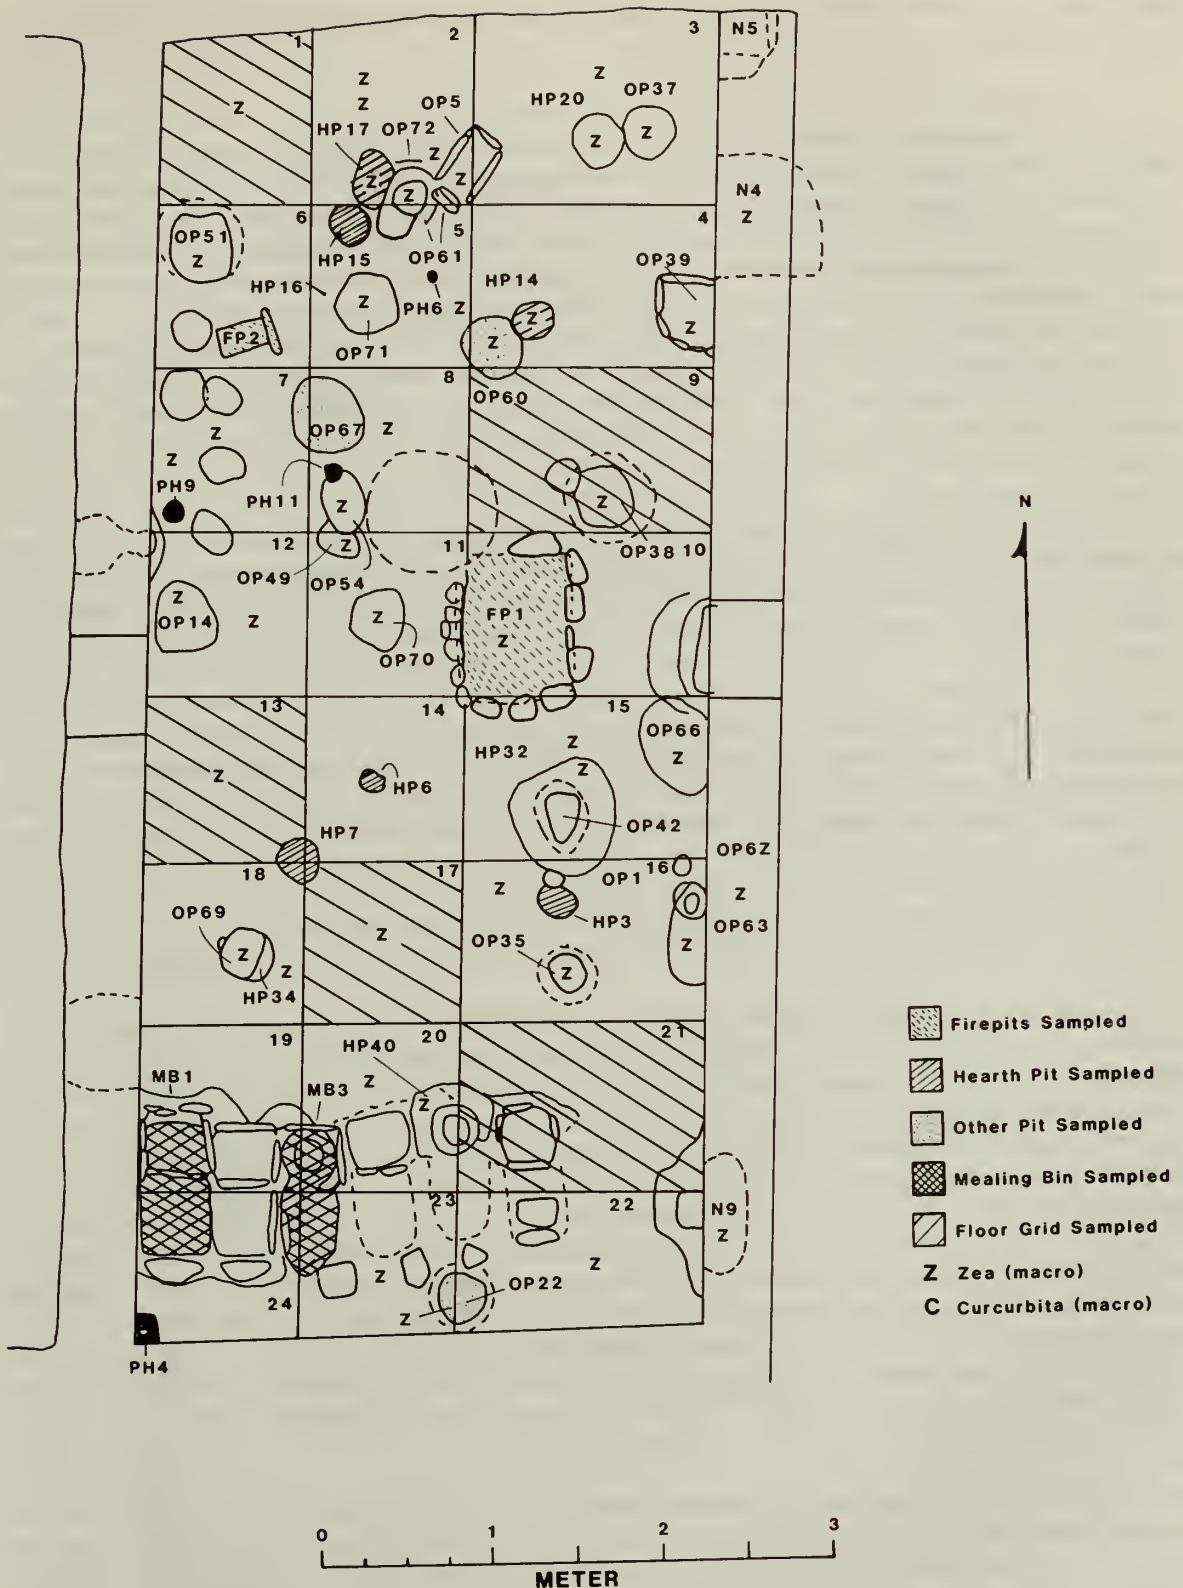 1
2
3
N5
Z
Z
Z
Z
HP17
OP72
OP5
HP20
OP37
Z
Z
Z
Z
Z
Z
N4
Z
6
5
4
OP51
Z
HP15
OP61
HP16
Z
PH6
Z
HP14
Z
OP39
Z
FP2
OP71
Z
OP60
7
8
9
OP67
Z
Z
Z
PH9
PH11
Z
Z
OP38
12
11
10
Z
OP49
OP54
Z
OP14
Z
Z
OP70
FP1
Z
13
14
15
Z
HP6
HP32
Z
Z
OP66
Z
OP42
HP7
18
17
16
OP6Z
Z
OP1
HP3
Z
OP63
OP69
Z
Z
HP34
Z
OP35
Z
Z
19
20
21
MB1
MB3
HP40
Z
Z
23
22
N9
Z
24
Z
Z
OP22
Z
PH4
N
Firepits Sampled
Hearth Pit Sampled
Other Pit Sampled
Mealing Bin Sampled
Floor Grid Sampled
Z Zea (macro)
C Curcurbita (macro)
0 1 2 3
METER